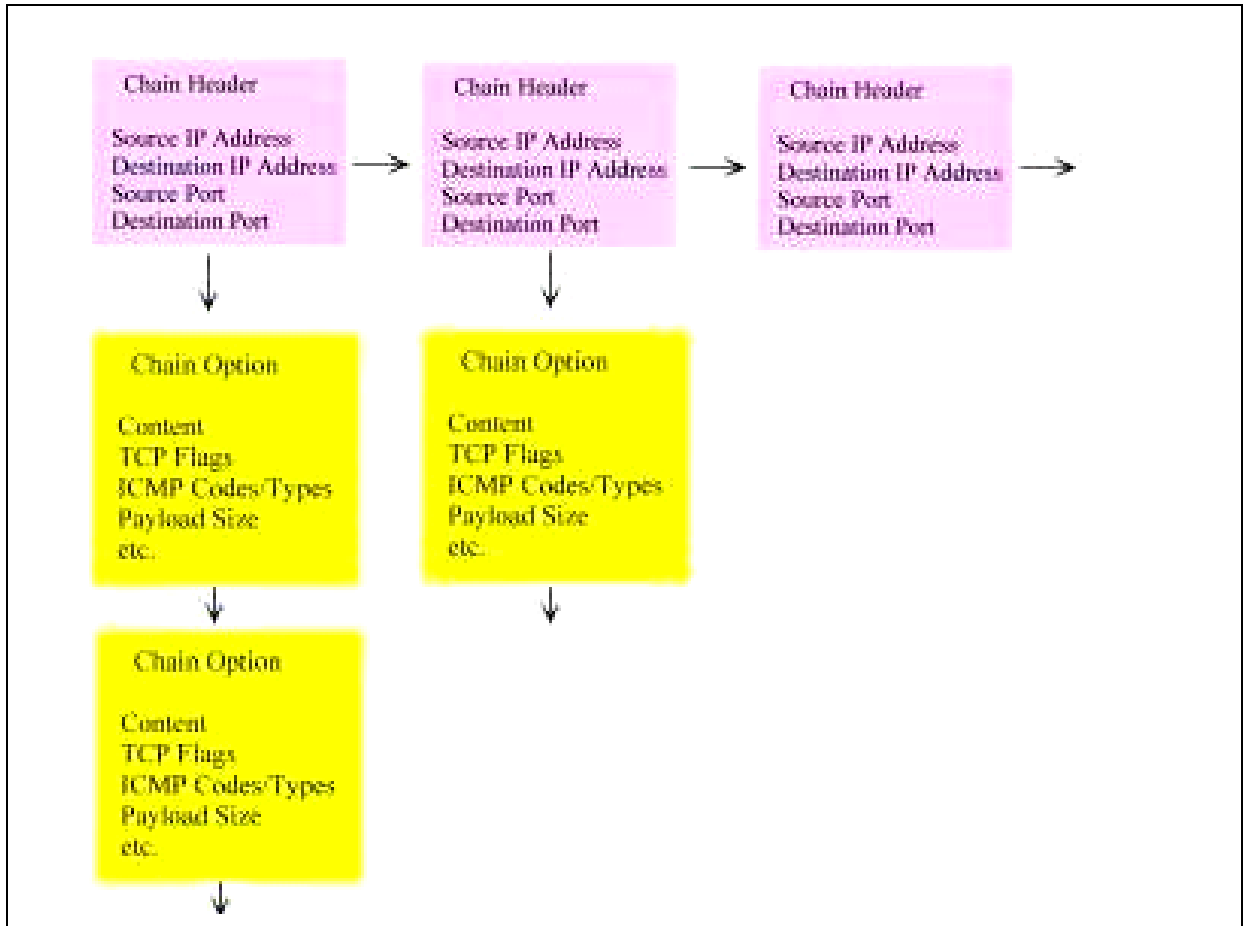 Chain Header
Source IP Address
Destination IP Address
Source Port
Destination Port
Chain Header
Source IP Address
Destination IP Address
Source Port
Destination Port
Chain Header
Source IP Address
Destination IP Address
Source Port
Destination Port
Chain Option
Content
TCP Flags
ICMP Codes/Types
Payload Size
etc.
Chain Option
Content
TCP Flags
ICMP Codes/Types
Payload Size
etc.
Chain Option
Content
TCP Flags
ICMP Codes/Types
Payload Size
etc.